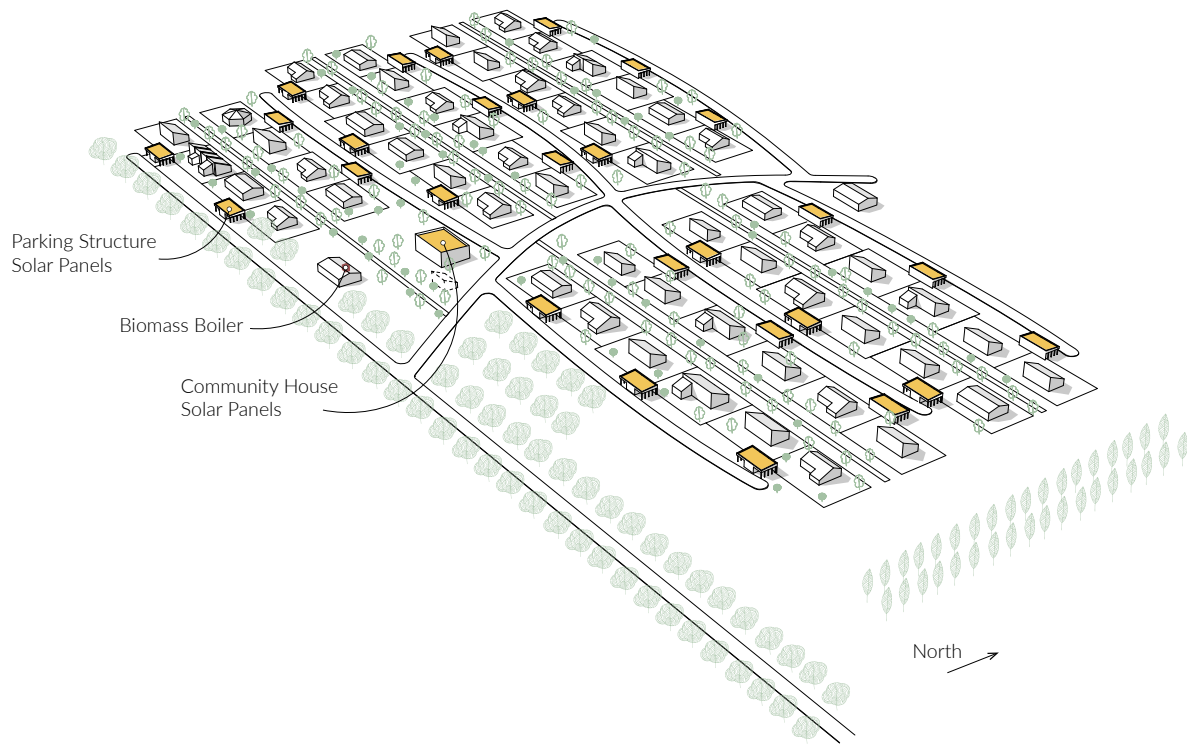 Parking Structure
Solar Panels
Biomass Boiler
Community House
Solar Panels
North